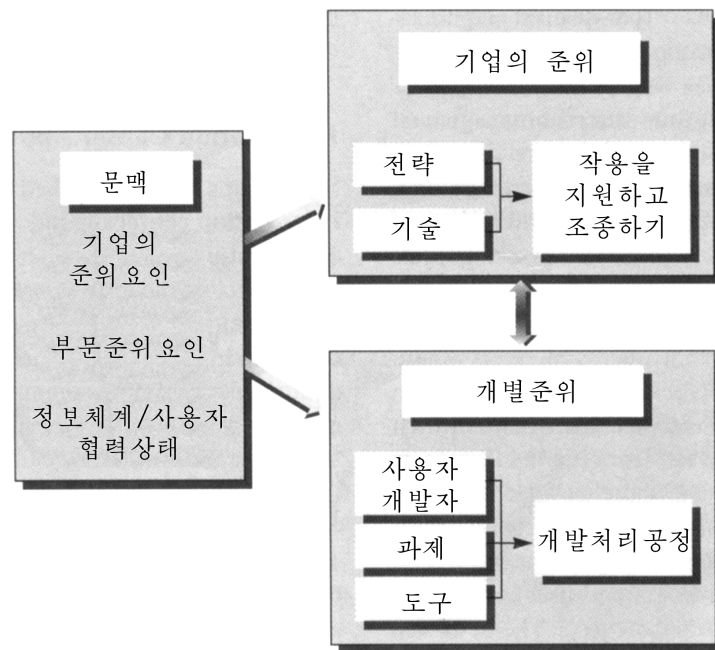 문맥
기업의
준위요인
부문준위요인
정보체계/사용자
협력상태
기업의 준위
전략
기술
작용을
지원하고
조종하기
개별준위
사용자
개발자
과제
도구
개발처리공정